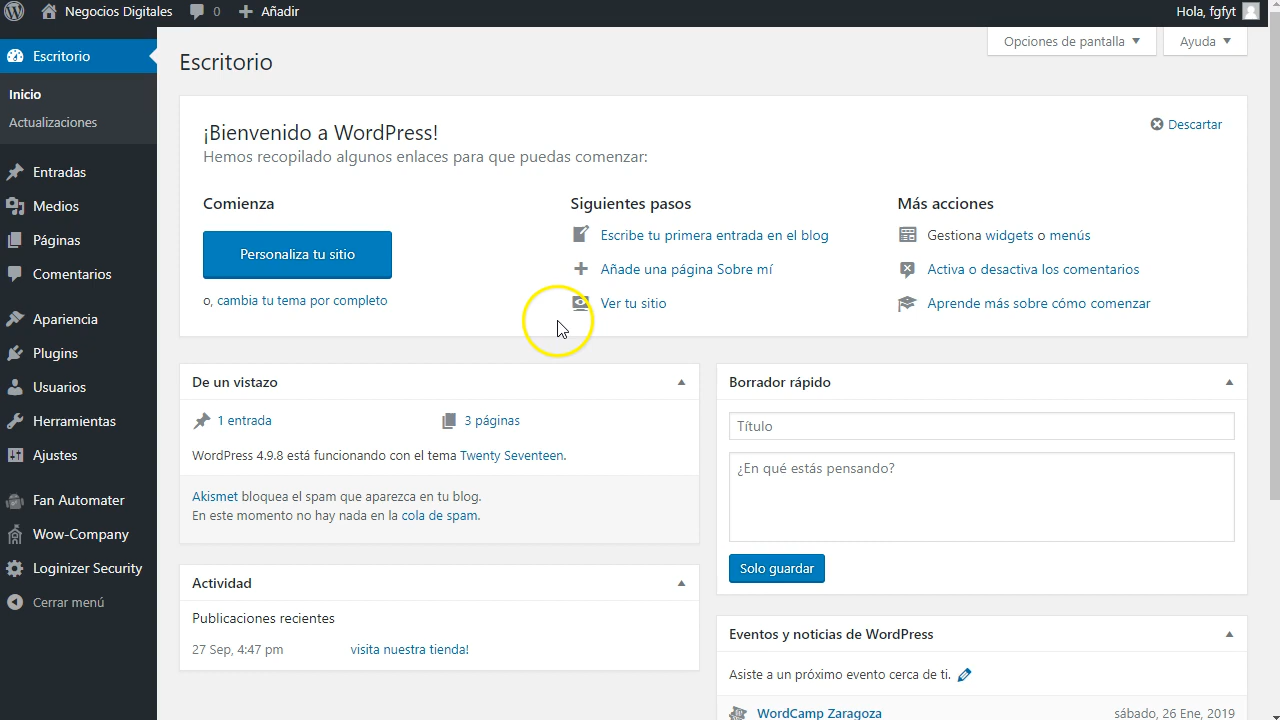 Negocios Digitales 0 Añadir Hola, fgfyt
Escritorio
Inicio
Actualizaciones
Entradas
Medios
Páginas
Comentarios
Apariencia
Plugins
Usuarios
Herramientas
Ajustes
Fan Automater
Wow-Company
Loginizer Security
Cerrar menú
Opciones de pantalla Ayuda
Escritorio
¡Bienvenido a WordPress!
Descartar
Hemos recopilado algunos enlaces para que puedas comenzar:
Comienza
Personaliza tu sitio
o, cambia tu tema por completo
Siguientes pasos
Escribe tu primera entrada en el blog
Añade una página Sobre mí
Ver tu sitio
Más acciones
Gestiona widgets o menús
Activa o desactiva los comentarios
Aprende más sobre cómo comenzar
De un vistazo
1 entrada 3 páginas
WordPress 4.9.8 está funcionando con el tema Twenty Seventeen.
Akismet bloquea el spam que aparezca en tu blog.
En este momento no hay nada en la cola de spam.
Actividad
Publicaciones recientes
27 Sep, 4:47 pm visita nuestra tienda!
Borrador rápido
Título
¿En qué estás pensando?
Solo guardar
Eventos y noticias de WordPress
Asiste a un próximo evento cerca de ti.
WordCamp Zaragoza sábado, 26 Ene, 2019